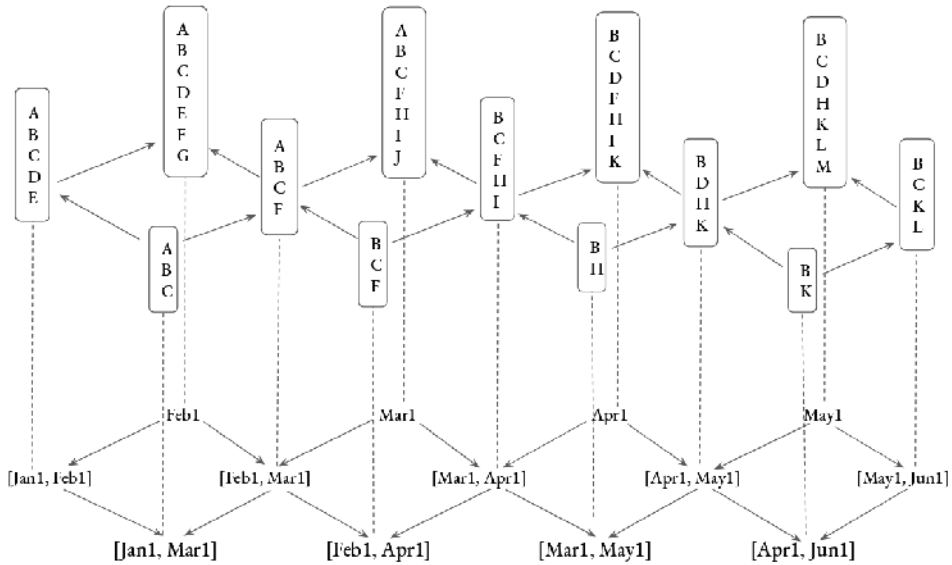 A
B
C
D
E
A
B
C
D
E
F
G
A
B
C
A
B
C
F
A
B
C
F
H
I
J
B
C
F
B
C
F
H
I
B
C
D
F
H
I
K
B
H
B
D
H
K
B
C
D
H
K
L
M
B
K
B
C
K
L
Feb1 Mar1 Apr1 May1
[Jan1, Feb1] [Feb1, Mar1] [Mar1, Apr1] [Apr1, May1] [May1, Jun1]
[Jan1, Mar1] [Feb1, Apr1] [Mar1, May1] [Apr1, Jun1]